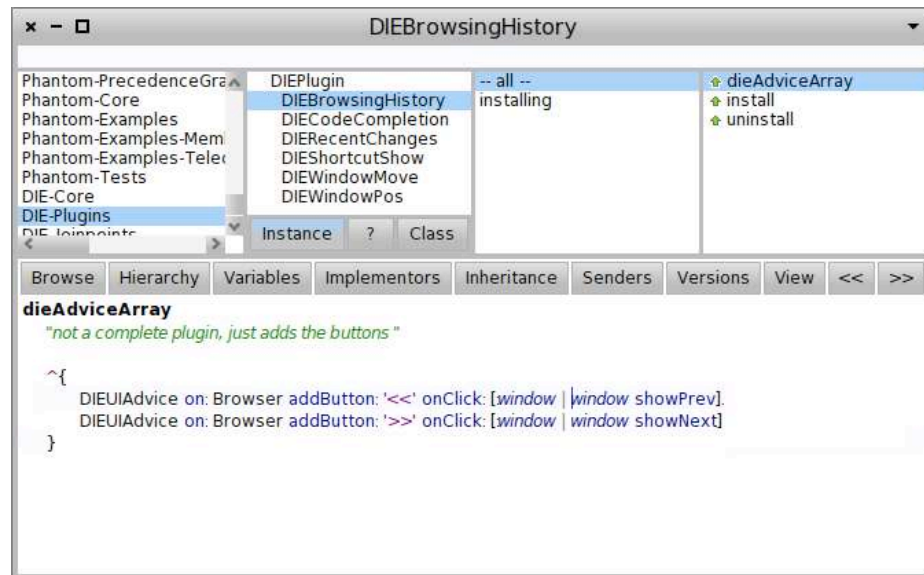 DIEBrowsingHistory
Phantom-PrecedenceGra
Phantom-Core
Phantom-Examples
Phantom-Examples-Mem
Phantom-Examples-Telec
Phantom-Tests
DIE-Core
DIE-Plugins
DIE-Joinpoints
DIEPlugin
DIEBrowsingHistory
DIECodeCompletion
DIERecentChanges
DIEShortcutShow
DIEWindowMove
DIEWindowPos
Instance ? Class
-- all --
installing
dieAdviceArray
install
uninstall
Browse Hierarchy Variables Implementors Inheritance Senders Versions View << >>
dieAdviceArray
"not a complete plugin, just adds the buttons "
^{
DIEUIAdvice on: Browser addButton: '<<' onClick: [:window | window showPrev].
DIEUIAdvice on: Browser addButton: '>>' onClick: [:window | window showNext]
}